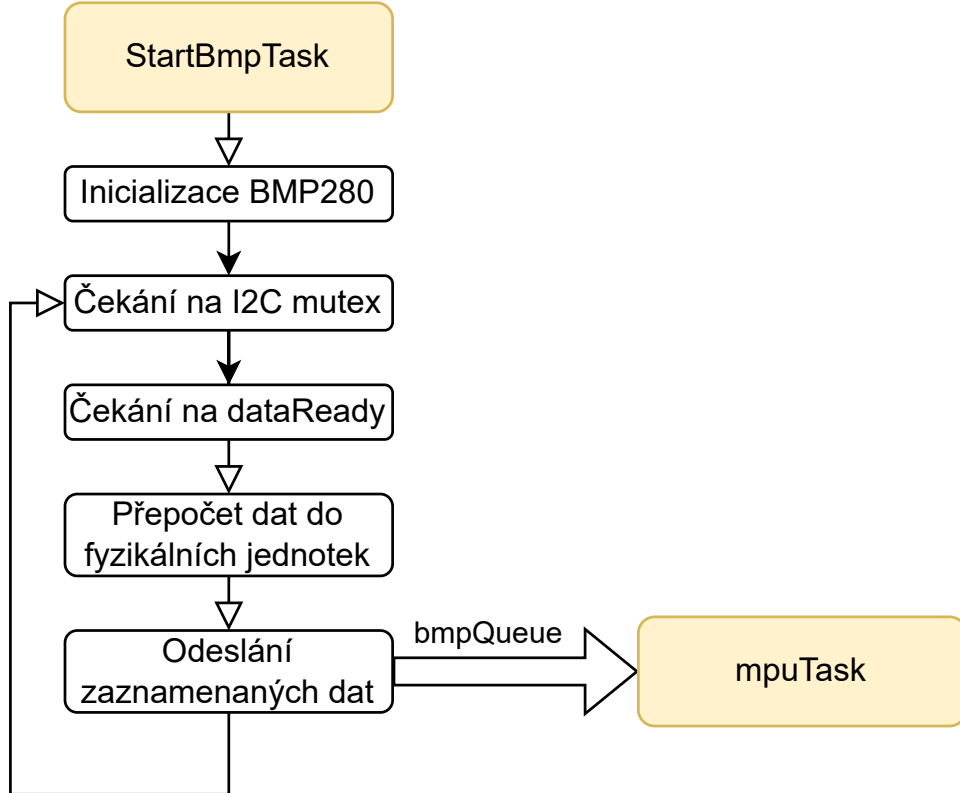 StartBmpTask
Inicializace BMP280
Čekání na I2C mutex
Čekání na dataReady
Přepočet dat do
fyzikálních jednotek
Odeslání
zaznamenaných dat
bmpQueue
mpuTask